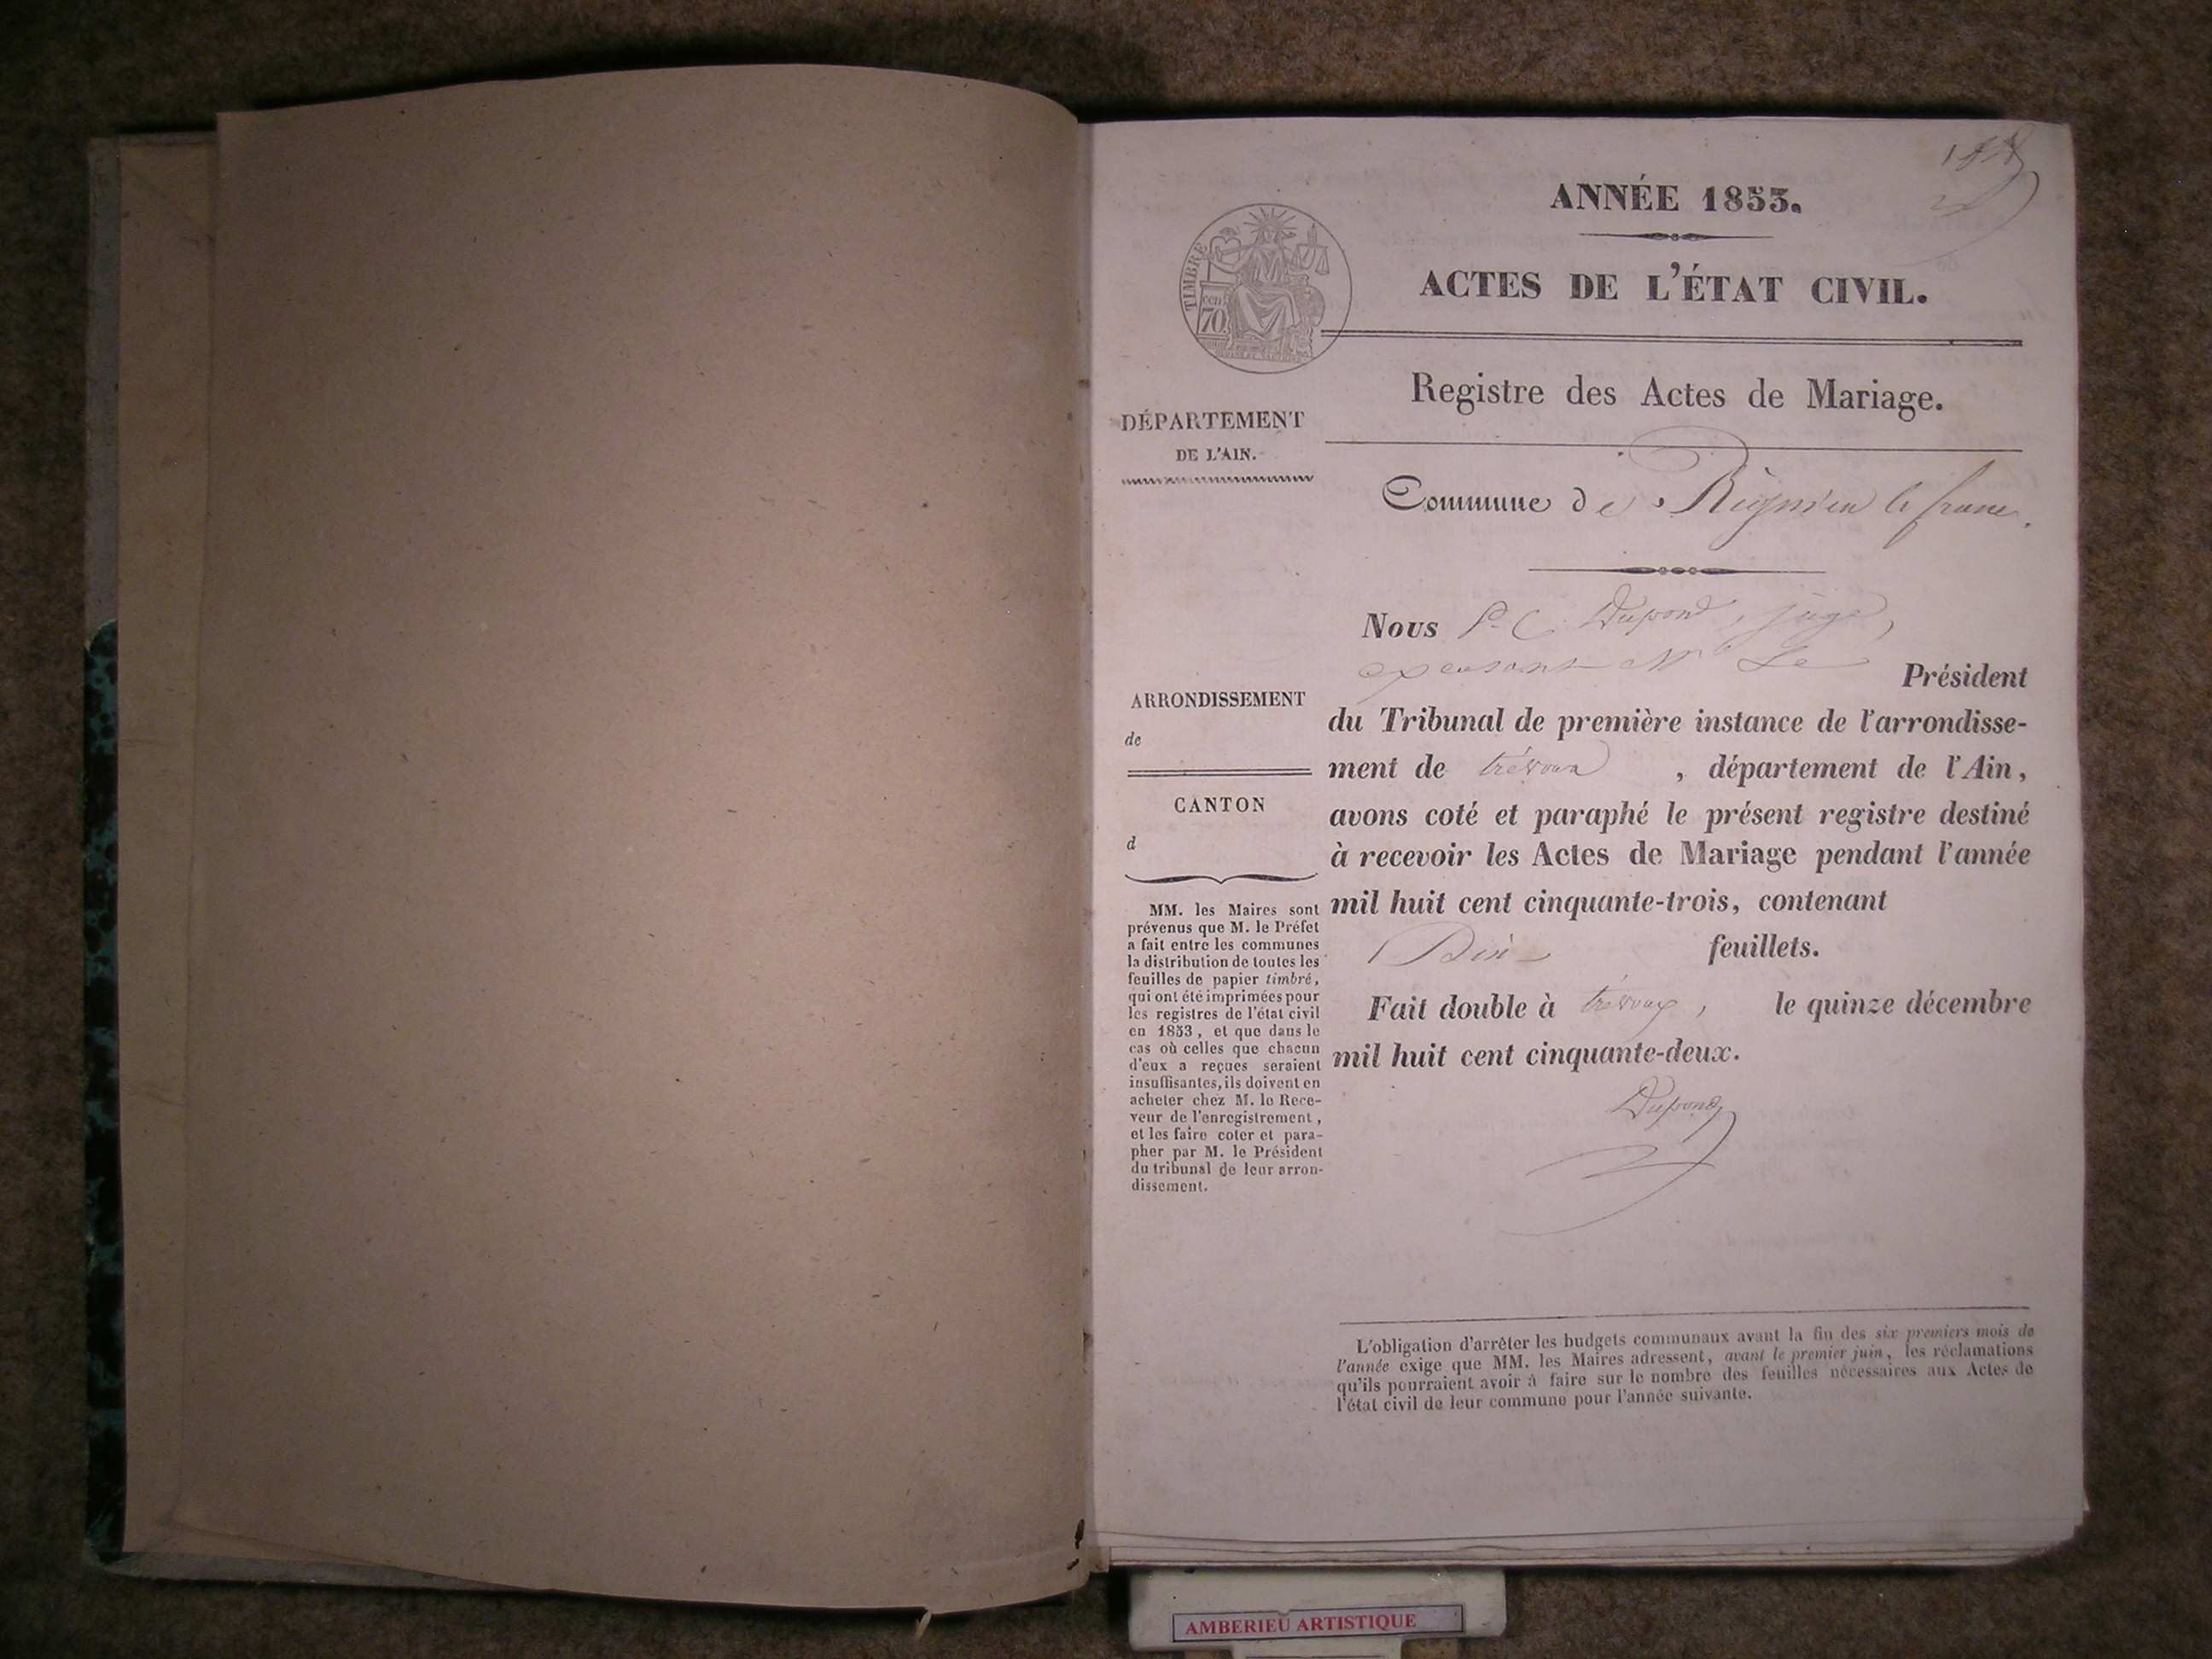 ANNÉE 1853.
ACTES DE L'ÉTAT CIVIL.
TIMBRE
70
Registre des Actes de Mariage.
DÉPARTEMENT
DE L'AIN.
Commune de Rignieu le franc.
Nous P. C. Dupond, juge,
Mr Le Président
ARRONDISSEMENT
de
CANTON
d
du Tribunal de première instance de l'arrondisse-
ment de trévoux, département de l'Ain,
avons coté et paraphé le présent registre destiné
à recevoir les Actes de Mariage pendant l'année
mil huit cent cinquante-trois, contenant
feuillets.
Fait double à trévoux, le quinze décembre
mil huit cent cinquante-deux.
Dupond
MM. les Maires sont
prévenus que M. le Préfet
a fait entre les communes
la distribution de toutes les
feuilles de papier timbré,
qui ont été imprimées pour
les registres de l'état civil
en 1853, et que dans le
cas où celles que chacun
d'eux a reçues seraient
insuffisantes, ils doivent en
acheter chez M. le Rece-
veur de l'enregistrement,
et les faire coter et para-
pher par M. le Président
du tribunal de leur arron-
dissement.
L'obligation d'arrêter les budgets communaux avant la fin des six premiers mois de
l'année exige que MM. les Maires adressent, avant le premier juin, les réclamations
qu'ils pourraient avoir à faire sur le nombre des feuilles nécessaires aux Actes de
l'état civil de leur commune pour l'année suivante.
AMBERIEU ARTISTIQUE